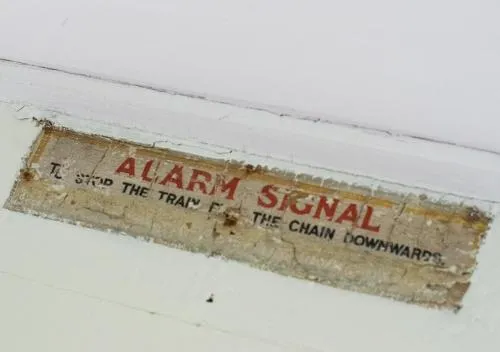 ALARM SIGNAL
TO STOP THE TRAIN THE CHAIN DOWNWARDS.